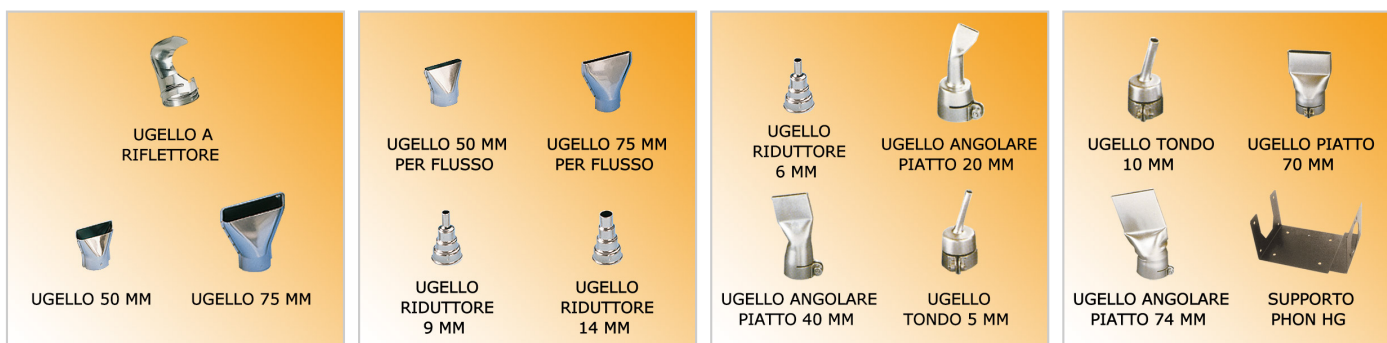 UGELLO A
RIFLETTORE
UGELLO 50 MM
UGELLO 75 MM
UGELLO 50 MM
PER FLUSSO
UGELLO 75 MM
PER FLUSSO
UGELLO
RIDUTTORE
9 MM
UGELLO
RIDUTTORE
14 MM
UGELLO
RIDUTTORE
6 MM
UGELLO ANGOLARE
PIATTO 20 MM
UGELLO ANGOLARE
PIATTO 40 MM
UGELLO
TONDO 5 MM
UGELLO TONDO
10 MM
UGELLO PIATTO
70 MM
UGELLO ANGOLARE
PIATTO 74 MM
SUPPORTO
PHON HG